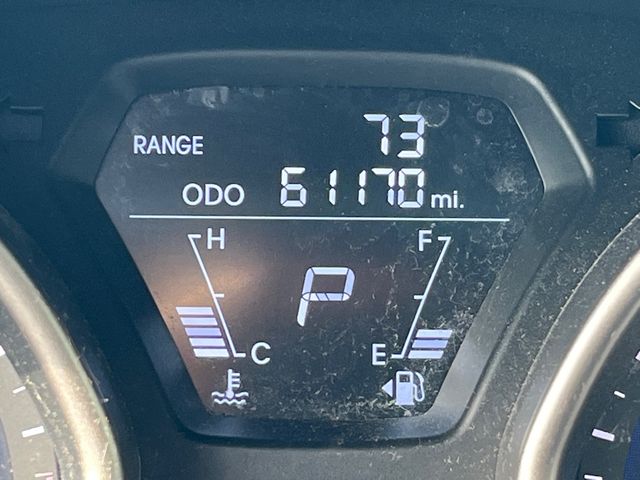 RANGE 73
ODO 61170 mi.
H F
P
C E